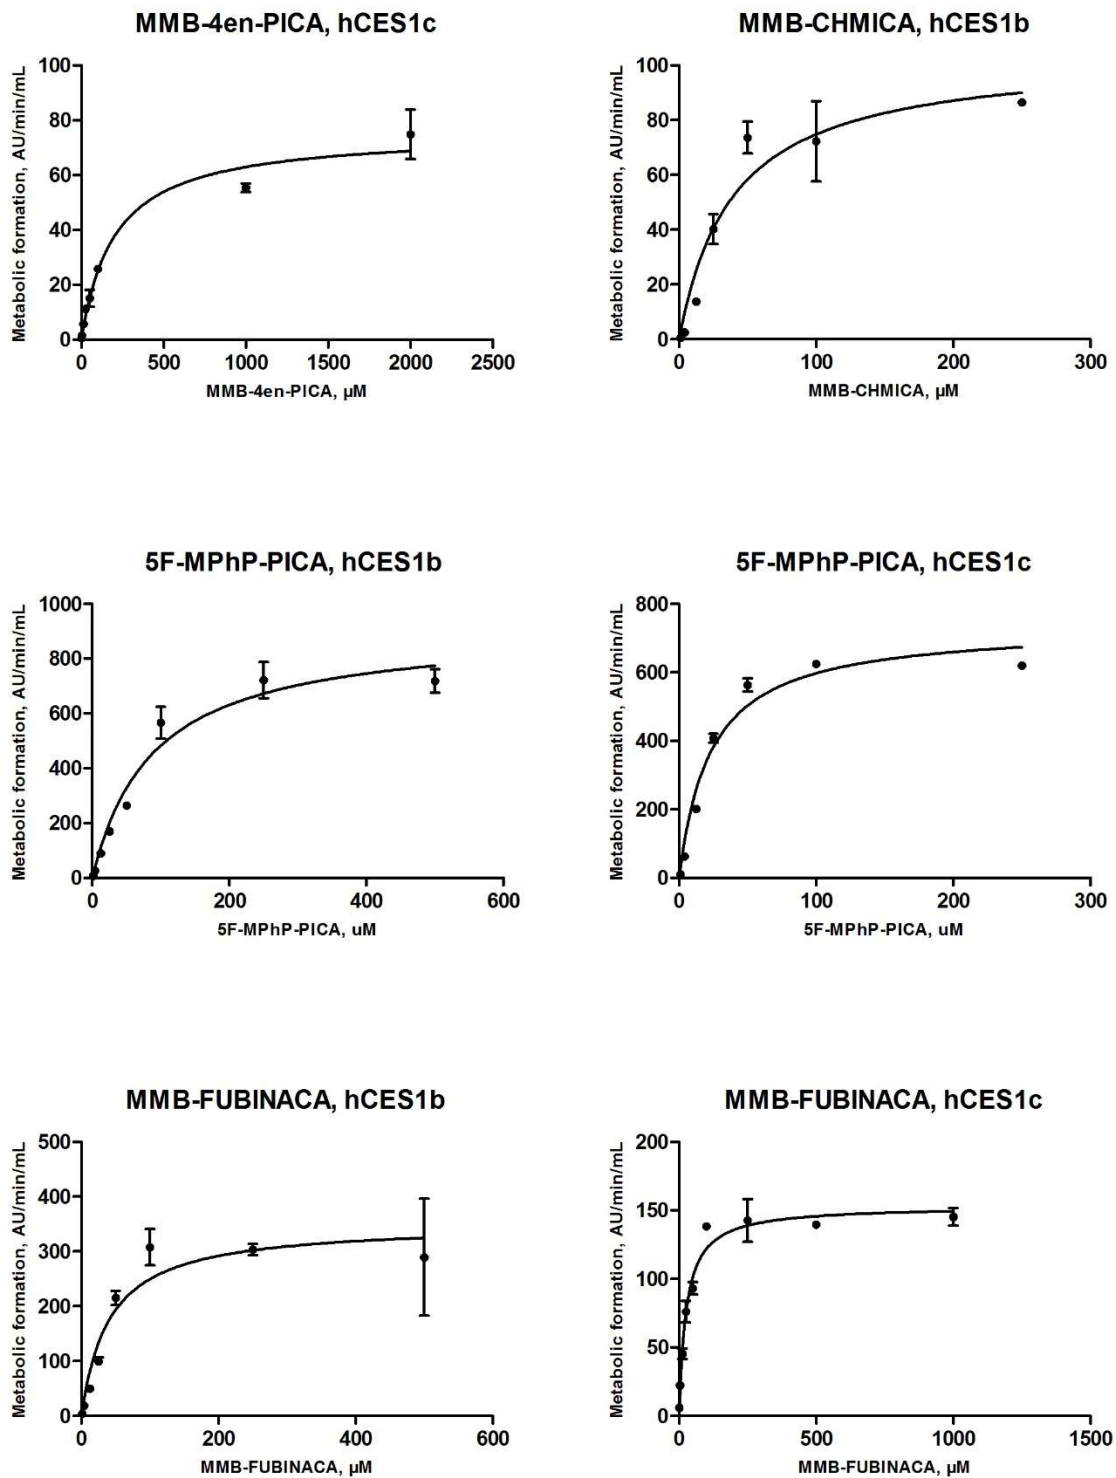 MMB-4en-PICA, hCES1c
Metabolic formation, AU/min/mL
100
80
60
40
20
0
0 500 1000 1500 2000 2500
MMB-4en-PICA, µM
MMB-CHMICA, hCES1b
Metabolic formation, AU/min/mL
100
80
60
40
20
0
0 100 200 300
MMB-CHMICA, µM
5F-MPhP-PICA, hCES1b
Metabolic formation, AU/min/mL
1000
800
600
400
200
0
0 200 400 600
5F-MPhP-PICA, uM
5F-MPhP-PICA, hCES1c
Metabolic formation, AU/min/mL
800
600
400
200
0
0 100 200 300
5F-MPhP-PICA, uM
MMB-FUBINACA, hCES1b
Metabolic formation, AU/min/mL
500
400
300
200
100
0
0 200 400 600
MMB-FUBINACA, µM
MMB-FUBINACA, hCES1c
Metabolic formation, AU/min/mL
200
150
100
50
0
0 500 1000 1500
MMB-FUBINACA, µM